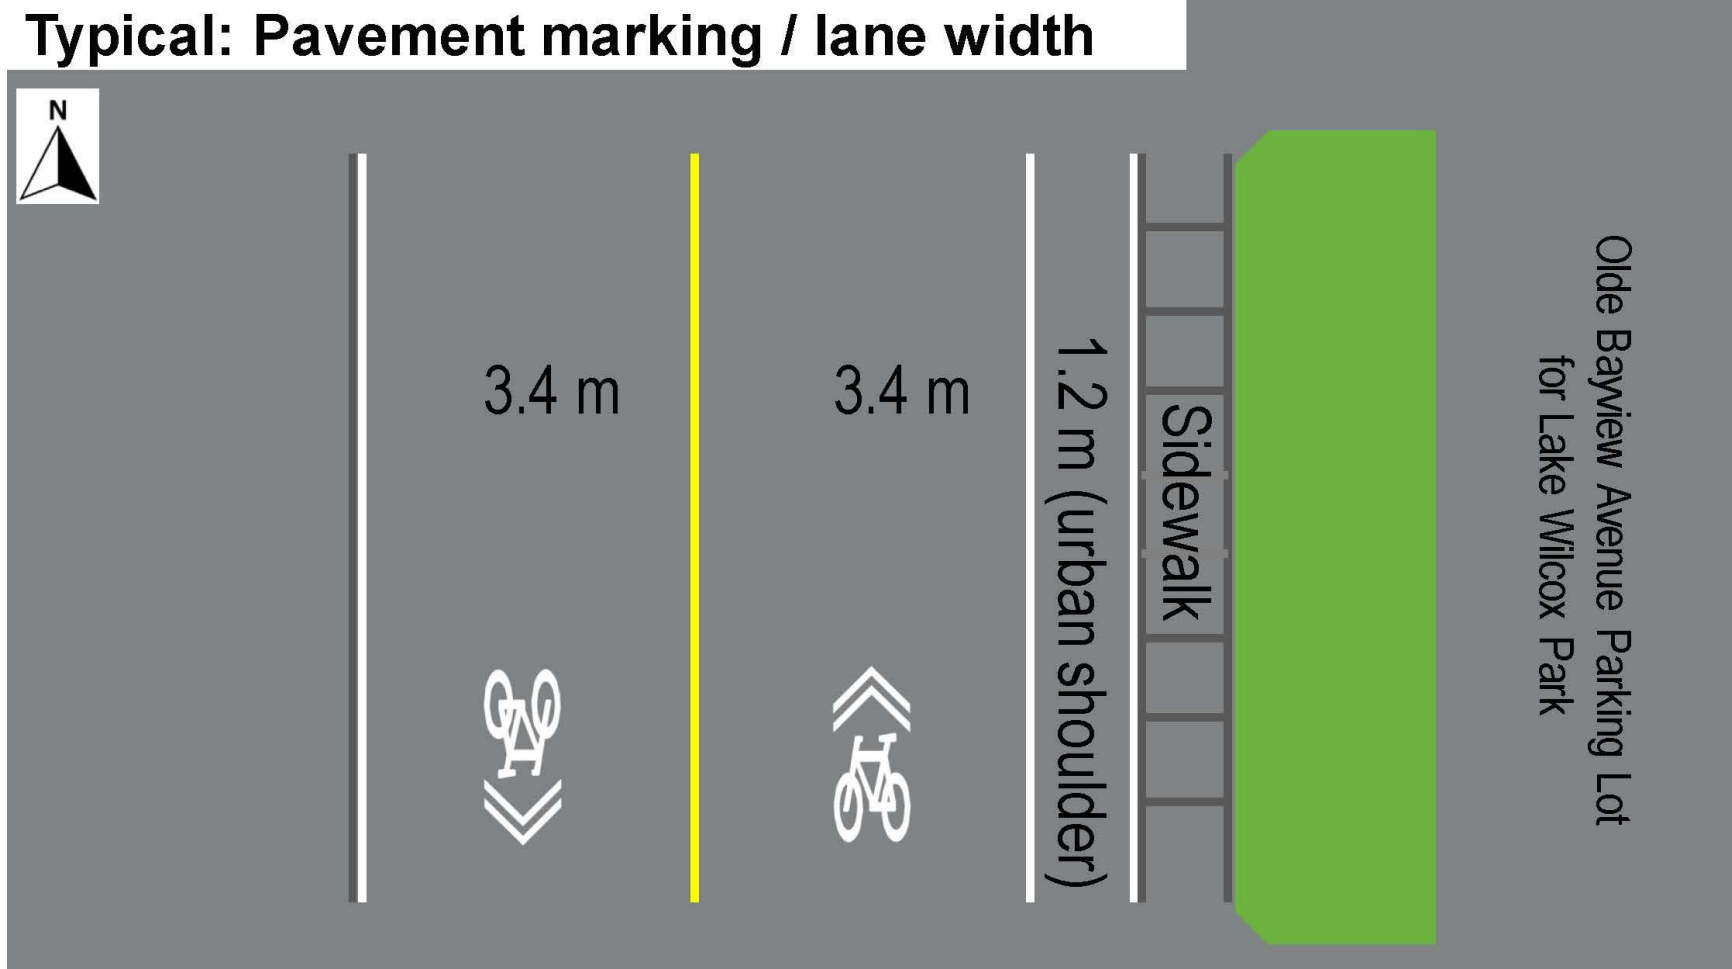 Typical: Pavement marking / lane width
N
3.4 m
3.4 m
1.2 m (urban shoulder)
Sidewalk
Olde Bayview Avenue Parking Lot
for Lake Wilcox Park